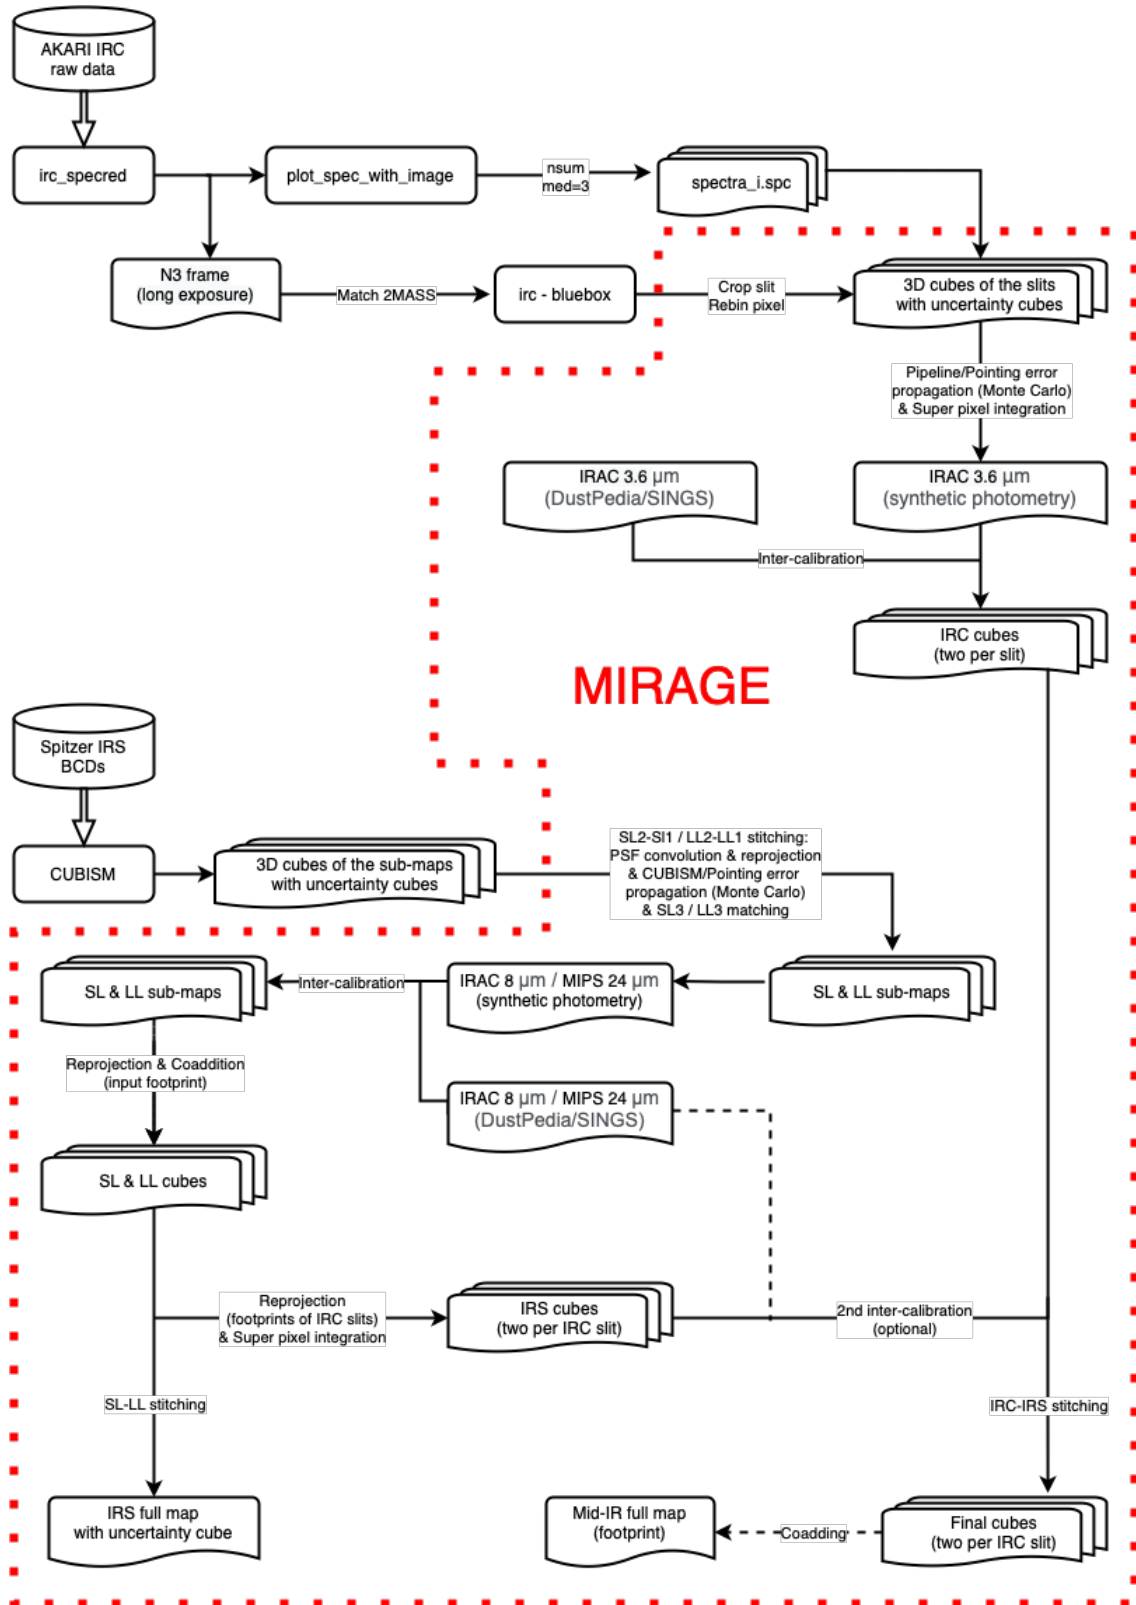 AKARI IRC
raw data
irc_specred
plot_spec_with_image
nsum
med=3
spectra_i.spc
N3 frame
(long exposure)
Match 2MASS
irc - bluebox
Crop slit
Rebin pixel
3D cubes of the slits
with uncertainty cubes
Pipeline/Pointing error
propagation (Monte Carlo)
& Super pixel integration
IRAC 3.6 μm
(DustPedia/SINGS)
IRAC 3.6 μm
(synthetic photometry)
Inter-calibration
IRC cubes
(two per slit)
MIRAGE
Spitzer IRS
BCDs
CUBISM
3D cubes of the sub-maps
with uncertainty cubes
SL2-Sl1 / LL2-LL1 stitching:
PSF convolution & reprojection
& CUBISM/Pointing error
propagation (Monte Carlo)
& SL3 / LL3 matching
SL & LL sub-maps
Inter-calibration
IRAC 8 μm / MIPS 24 μm
(synthetic photometry)
SL & LL sub-maps
Reprojection & Coaddition
(input footprint)
IRAC 8 μm / MIPS 24 μm
(DustPedia/SINGS)
SL & LL cubes
Reprojection
(footprints of IRC slits)
& Super pixel integration
IRS cubes
(two per IRC slit)
2nd inter-calibration
(optional)
SL-LL stitching
IRC-IRS stitching
IRS full map
with uncertainty cube
Mid-IR full map
(footprint)
Coadding
Final cubes
(two per IRC slit)